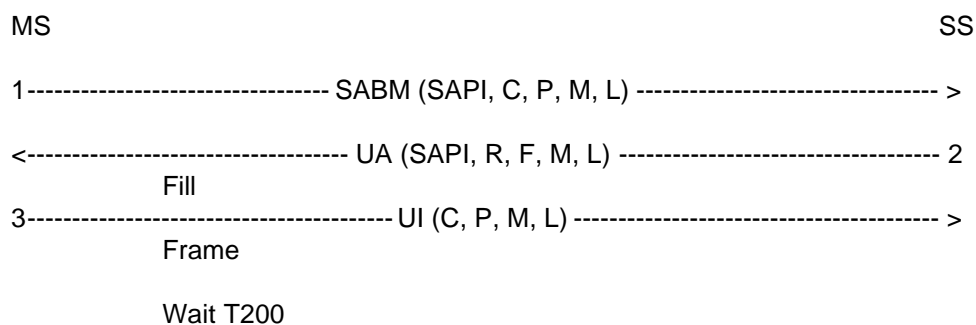 MS SS
1---------------------------------- SABM (SAPI, C, P, M, L) ---------------------------------- >
<------------------------------------ UA (SAPI, R, F, M, L) ------------------------------------ 2
Fill
3----------------------------------------- UI (C, P, M, L) ----------------------------------------- >
Frame
Wait T200